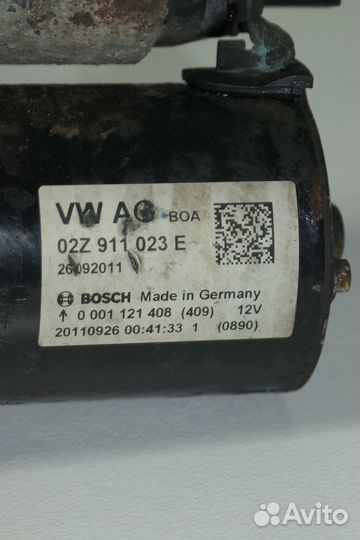 VW AG BOA
02Z 911 023 E
26092011
BOSCH Made in Germany
↑ 0 001 121 408 (409) 12V
20110926 00:41:33 1 (0890)
Avito